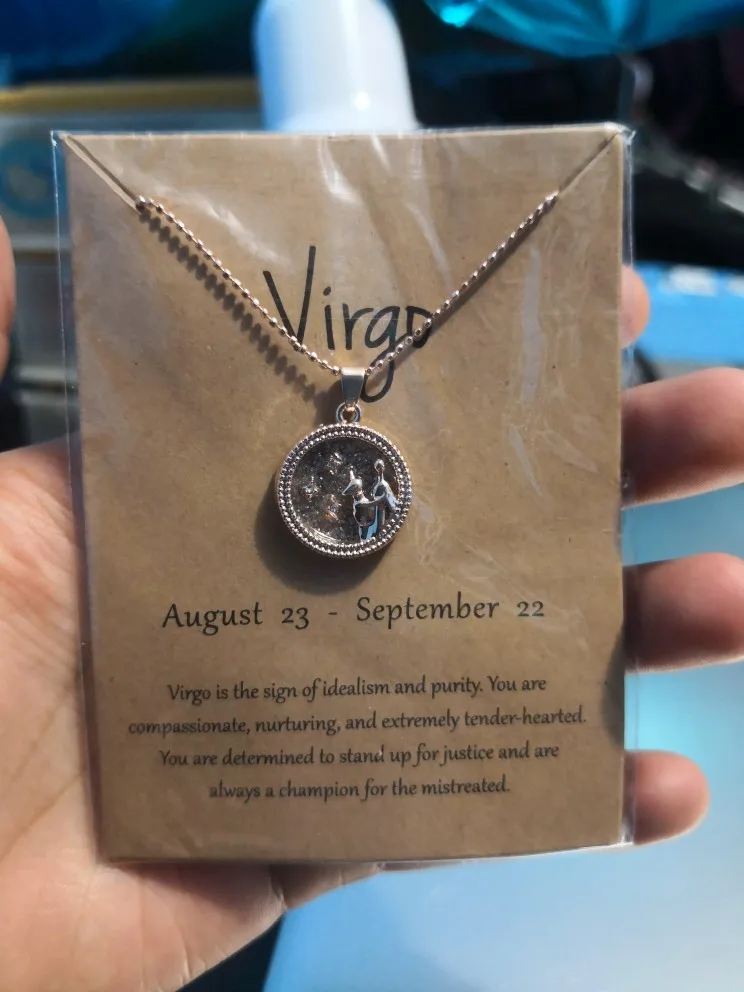 Virgo
August 23 - September 22
Virgo is the sign of idealism and purity. You are
compassionate, nurturing, and extremely tender-hearted.
You are determined to stand up for justice and are
always a champion for the mistreated.